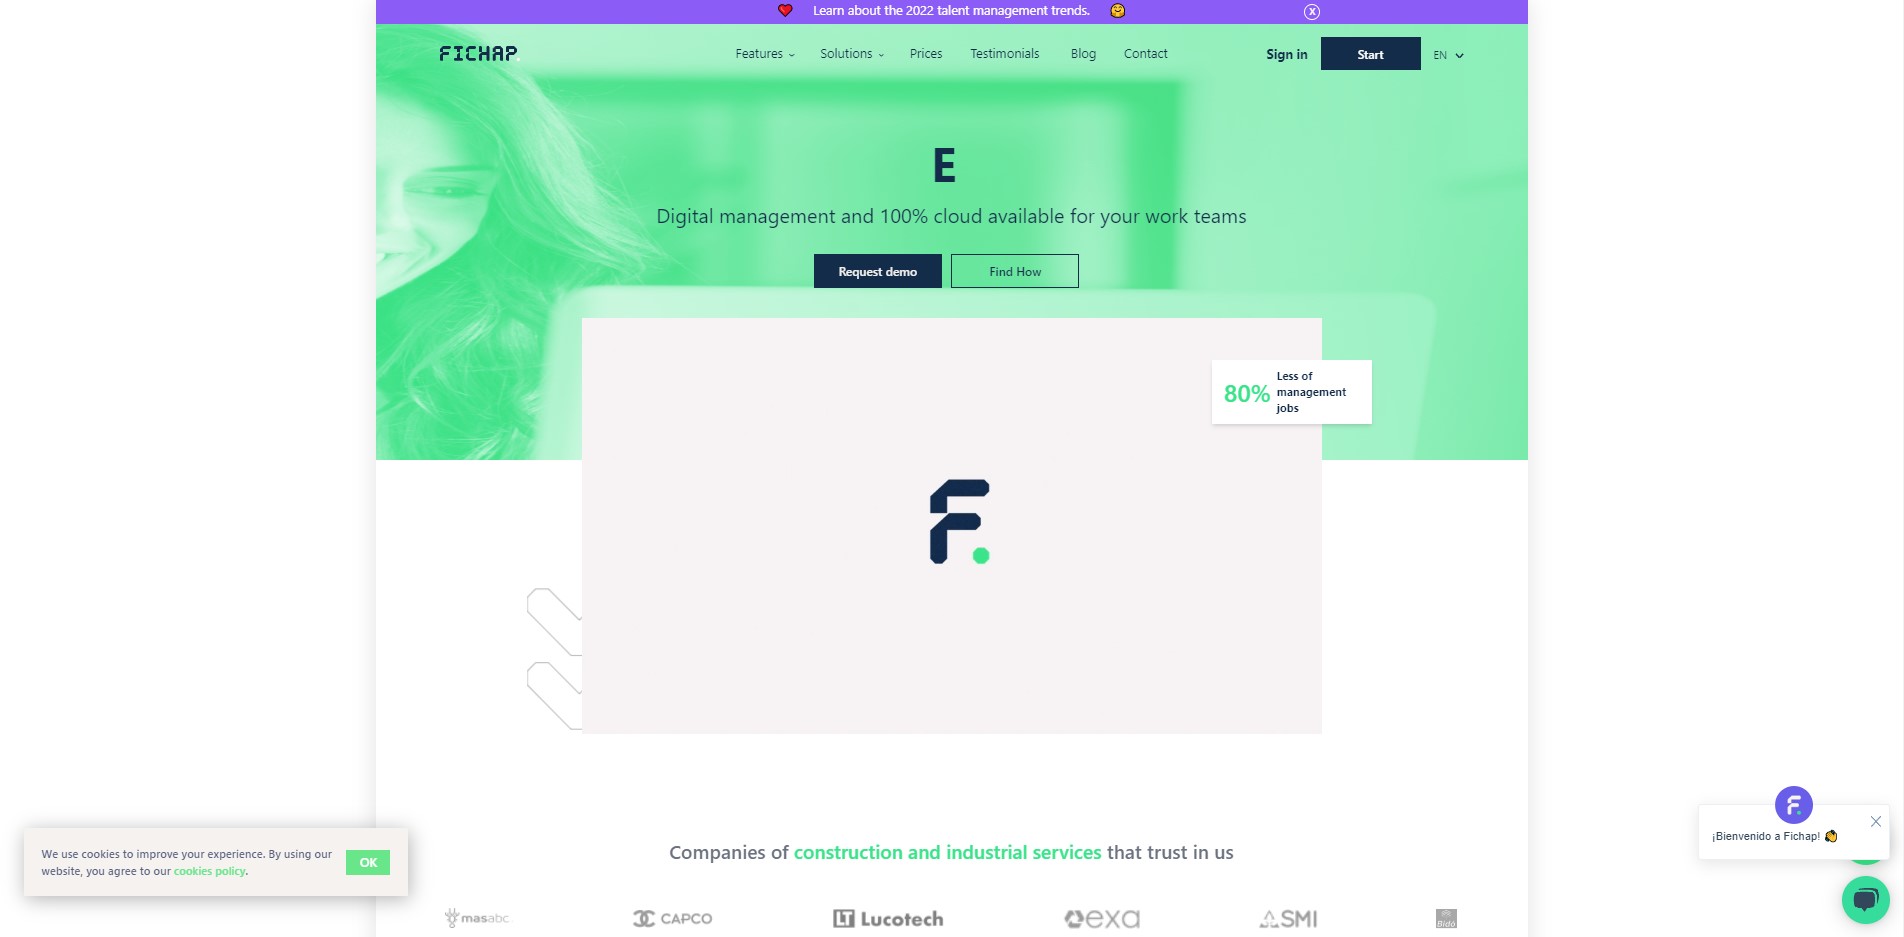 Learn about the 2022 talent management trends.
FICHAP.
Features
Solutions
Prices
Testimonials
Blog
Contact
Sign in
Start
EN
E
Digital management and 100% cloud available for your work teams
Request demo
Find How
80%
Less of
management
jobs
F.
Companies of construction and industrial services that trust in us
masabc
CAPCO
LT Lucotech
exa
SMI
Bidó
We use cookies to improve your experience. By using our
website, you agree to our cookies policy.
OK
F.
¡Bienvenido a Fichap! 👏